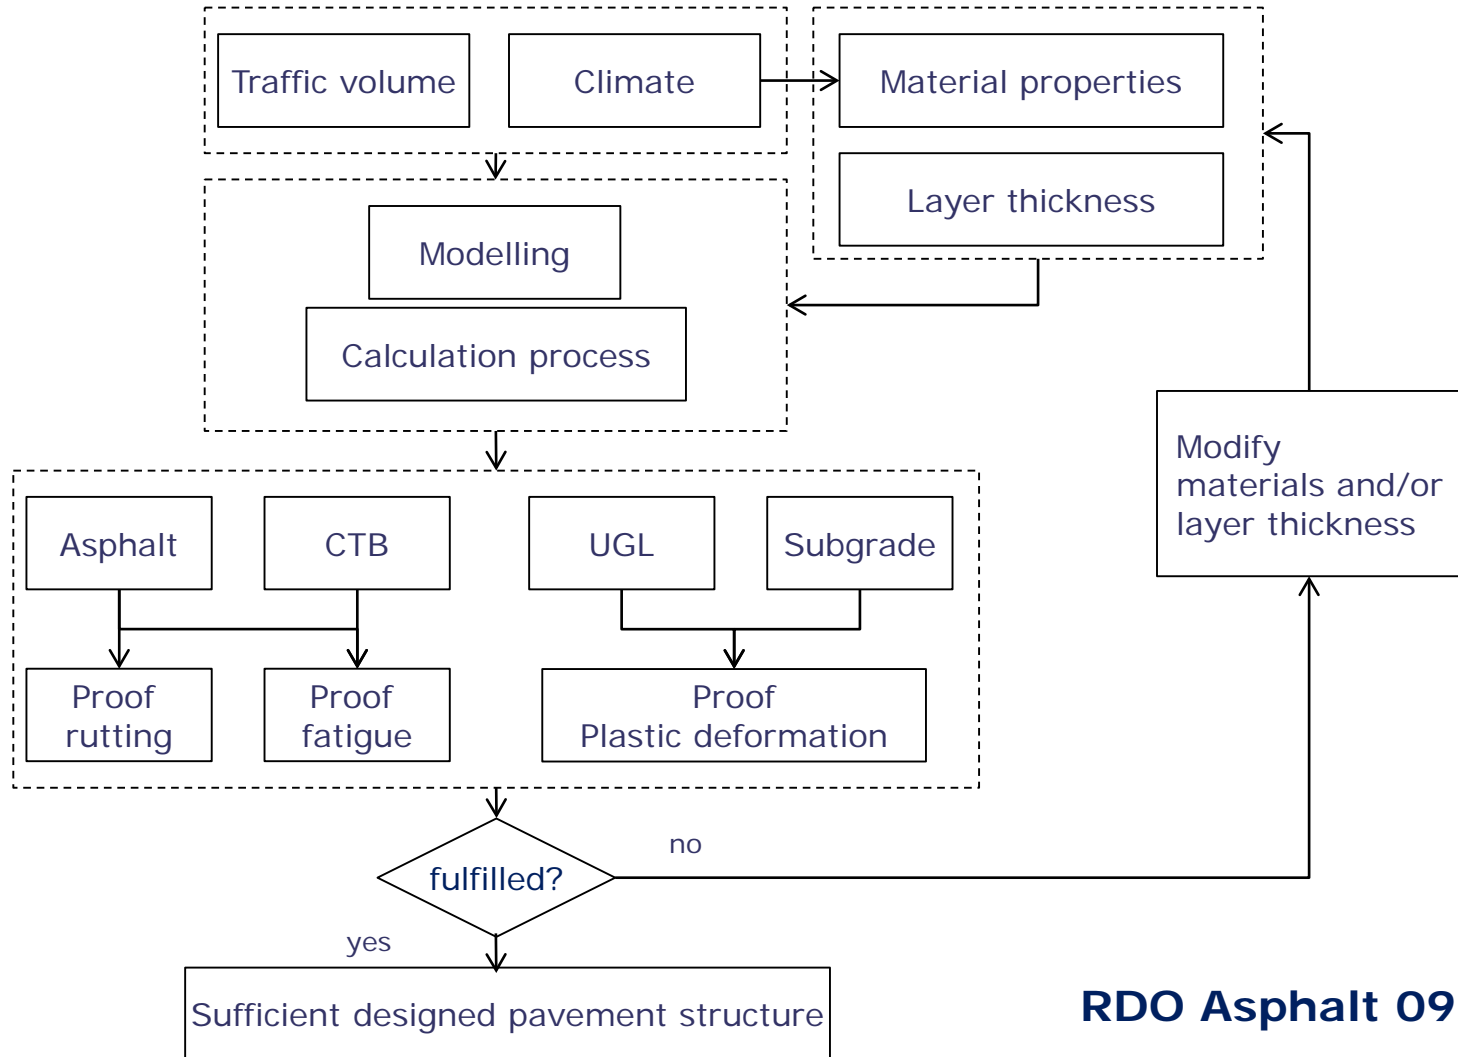 Traffic volume
Climate
Material properties
Layer thickness
Modelling
Calculation process
Modify
materials and/or
layer thickness
Asphalt
CTB
UGL
Subgrade
Proof
rutting
Proof
fatigue
Proof
Plastic deformation
fulfilled?
no
yes
Sufficient designed pavement structure
RDO Asphalt 09